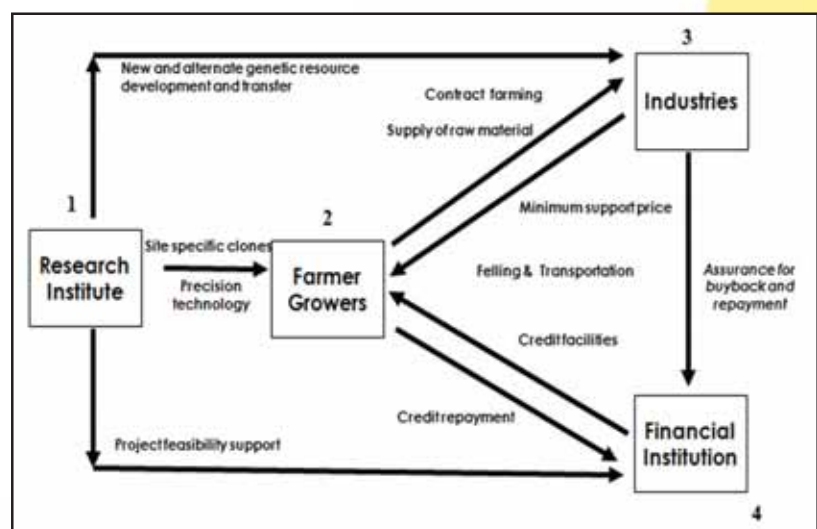 3
New and alternate genetic resource
development and transfer
Contract farming
Industries
Supply of raw material
1
2
Minimum support price
Site specific clones
Research
Institute
Farmer
Growers
Precision
technology
Felling & Transportation
Assurance for
buyback and
repayment
Credit facilities
Credit repayment
Project feasibility support
Financial
Institution
4